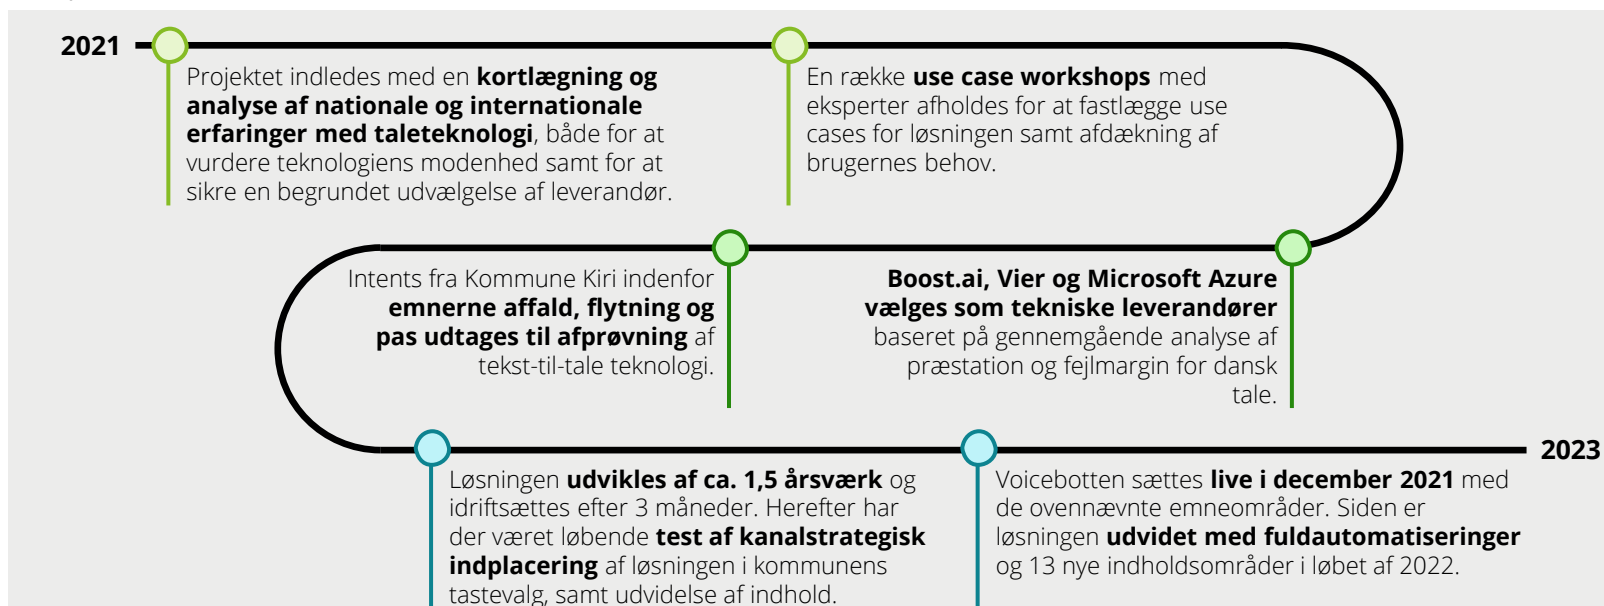 2021
Projektet indledes med en kortlægning og
analyse af nationale og internationale
erfaringer med taleteknologi, både for at
vurdere teknologiens modenhed samt for at
sikre en begrundet udvælgelse af leverandør.
En række use case workshops med
eksperter afholdes for at fastlægge use
cases for løsningen samt afdækning af
brugernes behov.
Boost.ai, Vier og Microsoft Azure
vælges som tekniske leverandører
baseret på gennemgående analyse af
præstation og fejlmargin for dansk
tale.
Intents fra Kommune Kiri indenfor
emnerne affald, flytning og
pas udtages til afprøvning af
tekst-til-tale teknologi.
Løsningen udvikles af ca. 1,5 årsværk og
idriftsættes efter 3 måneder. Herefter har
der været løbende test af kanalstrategisk
indplacering af løsningen i kommunens
tastevalg, samt udvidelse af indhold.
Voicebotten sættes live i december 2021 med
de ovennævnte emneområder. Siden er
løsningen udvidet med fuldautomatiseringer
og 13 nye indholdsområder i løbet af 2022.
2023